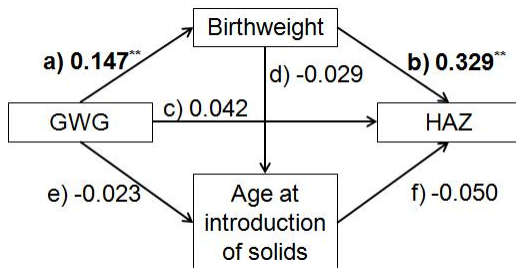 Birthweight
a) 0.147**
b) 0.329**
d) -0.029
c) 0.042
GWG
HAZ
e) -0.023
Age at
introduction
of solids
f) -0.050